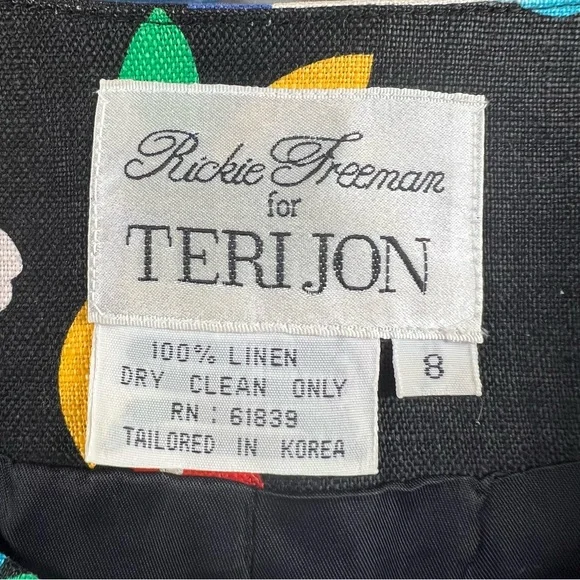 Rickie Freeman
for
TERI JON
100% LINEN
DRY CLEAN ONLY
RN : 61839
TAILORED IN KOREA
8